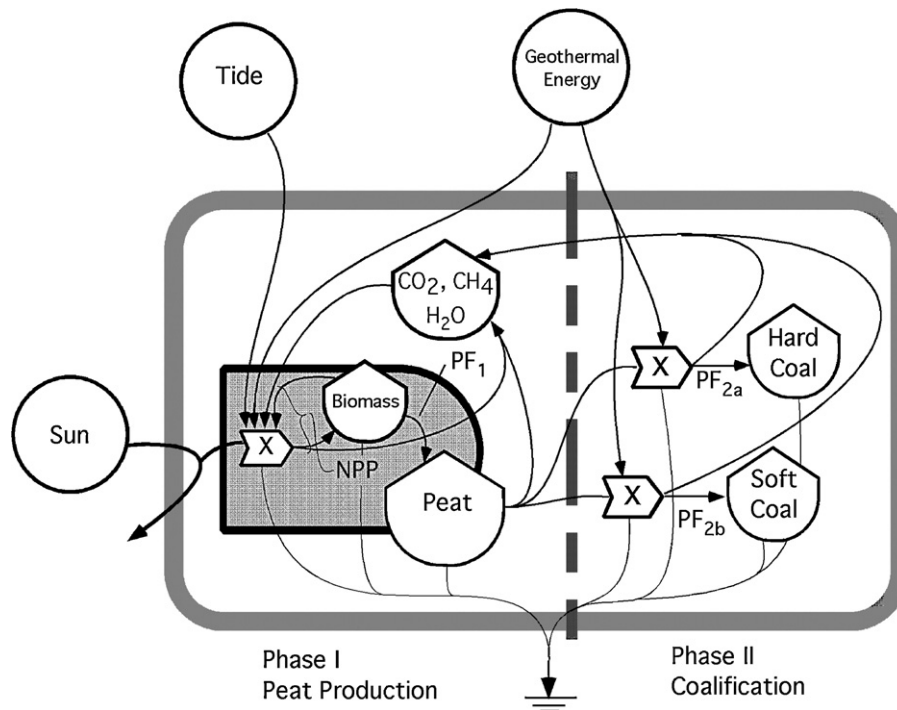 Tide
Geothermal
Energy
CO2, CH4
H2O
Hard
Coal
X
PF2a
PF1
Biomass
Sun
X
NPP
Peat
X
Soft
Coal
PF2b
Phase I
Peat Production
Phase II
Coalification